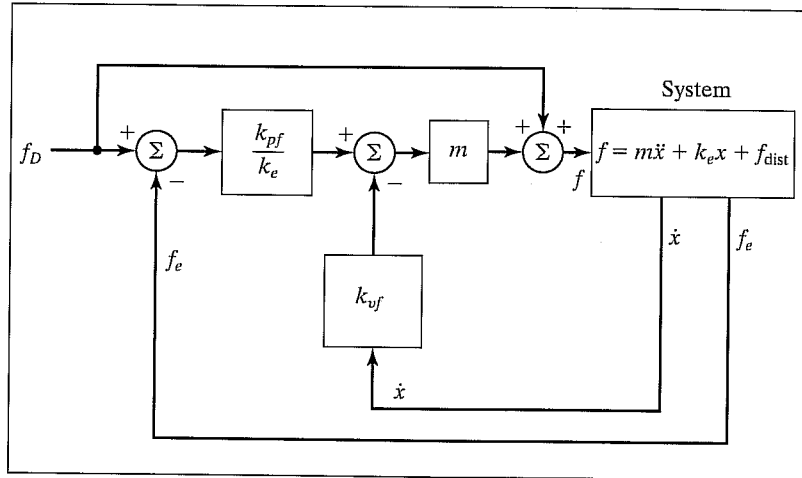 System
f_D
+
Σ
−
k_pf
k_e
+
Σ
−
m
+
+
Σ
f
f = mẍ + k_e x + f_dist
ẋ
f_e
f_e
k_vf
ẋ